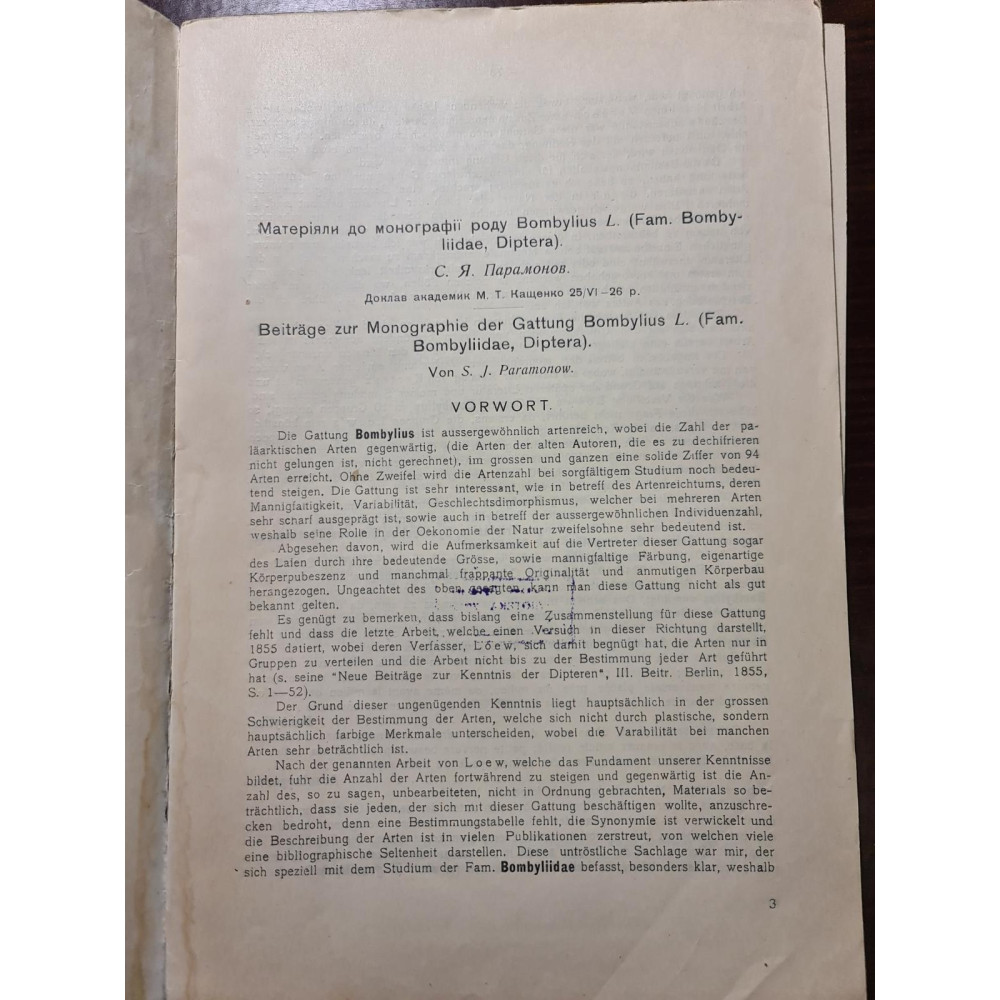 Матеріяли до монографії роду Bombylius L. (Fam. Bomby-
liidae, Diptera).
С. Я. Парамонов.
Доклав академик М. Т. Кащенко 25/VI—26 р.
Beiträge zur Monographie der Gattung Bombylius L. (Fam.
Bombyliidae, Diptera).
Von S. J. Paramonow.
VORWORT.
Die Gattung Bombylius ist aussergewöhnlich artenreich, wobei die Zahl der pa-
läarktischen Arten gegenwärtig, (die Arten der alten Autoren, die es zu dechifrieren
nicht gelungen ist, nicht gerechnet), im grossen und ganzen eine solide Ziffer von 94
Arten erreicht. Ohne Zweifel wird die Artenzahl bei sorgfältigem Studium noch bedeu-
tend steigen. Die Gattung ist sehr interessant, wie in betreff des Artenreichtums, deren
Mannigfaltigkeit, Variabilität, Geschlechtsdimorphismus, welcher bei mehreren Arten
sehr scharf ausgeprägt ist, sowie auch in betreff der aussergewöhnlichen Individuenzahl,
weshalb seine Rolle in der Oekonomie der Natur zweifelsohne sehr bedeutend ist.
Abgesehen davon, wird die Aufmerksamkeit auf die Vertreter dieser Gattung sogar
des Laien durch ihre bedeutende Grösse, sowie mannigfaltige Färbung, eigenartige
Körperpubeszenz und manchmal frappante Originalität und anmutigen Körperbau
herangezogen. Ungeachtet des oben gesagten, kann man diese Gattung nicht als gut
bekannt gelten.
Es genügt zu bemerken, dass bislang eine Zusammenstellung für diese Gattung
fehlt und dass die letzte Arbeit, welche einen Versuch in dieser Richtung darstellt,
1855 datiert, wobei deren Verfasser, Loew, sich damit begnügt hat, die Arten nur in
Gruppen zu verteilen und die Arbeit nicht bis zu der Bestimmung jeder Art geführt
hat (s. seine "Neue Beiträge zur Kenntnis der Dipteren", III. Beitr. Berlin, 1855,
S. 1—52).
Der Grund dieser ungenügenden Kenntnis liegt hauptsächlich in der grossen
Schwierigkeit der Bestimmung der Arten, welche sich nicht durch plastische, sondern
hauptsächlich farbige Merkmale unterscheiden, wobei die Varabilität bei manchen
Arten sehr beträchtlich ist.
Nach der genannten Arbeit von Loew, welche das Fundament unserer Kenntnisse
bildet, fuhr die Anzahl der Arten fortwährend zu steigen und gegenwärtig ist die An-
zahl des, so zu sagen, unbearbeiteten, nicht in Ordnung gebrachten, Materials so be-
trächtlich, dass sie jeden, der sich mit dieser Gattung beschäftigen wollte, anzuschre-
cken bedroht, denn eine Bestimmungstabelle fehlt, die Synonymie ist verwickelt und
die Beschreibung der Arten ist in vielen Publikationen zerstreut, von welchen viele
eine bibliographische Seltenheit darstellen. Diese untröstliche Sachlage war mir, der
sich speziell mit dem Studium der Fam. Bombyliidae befasst, besonders klar, weshalb
3